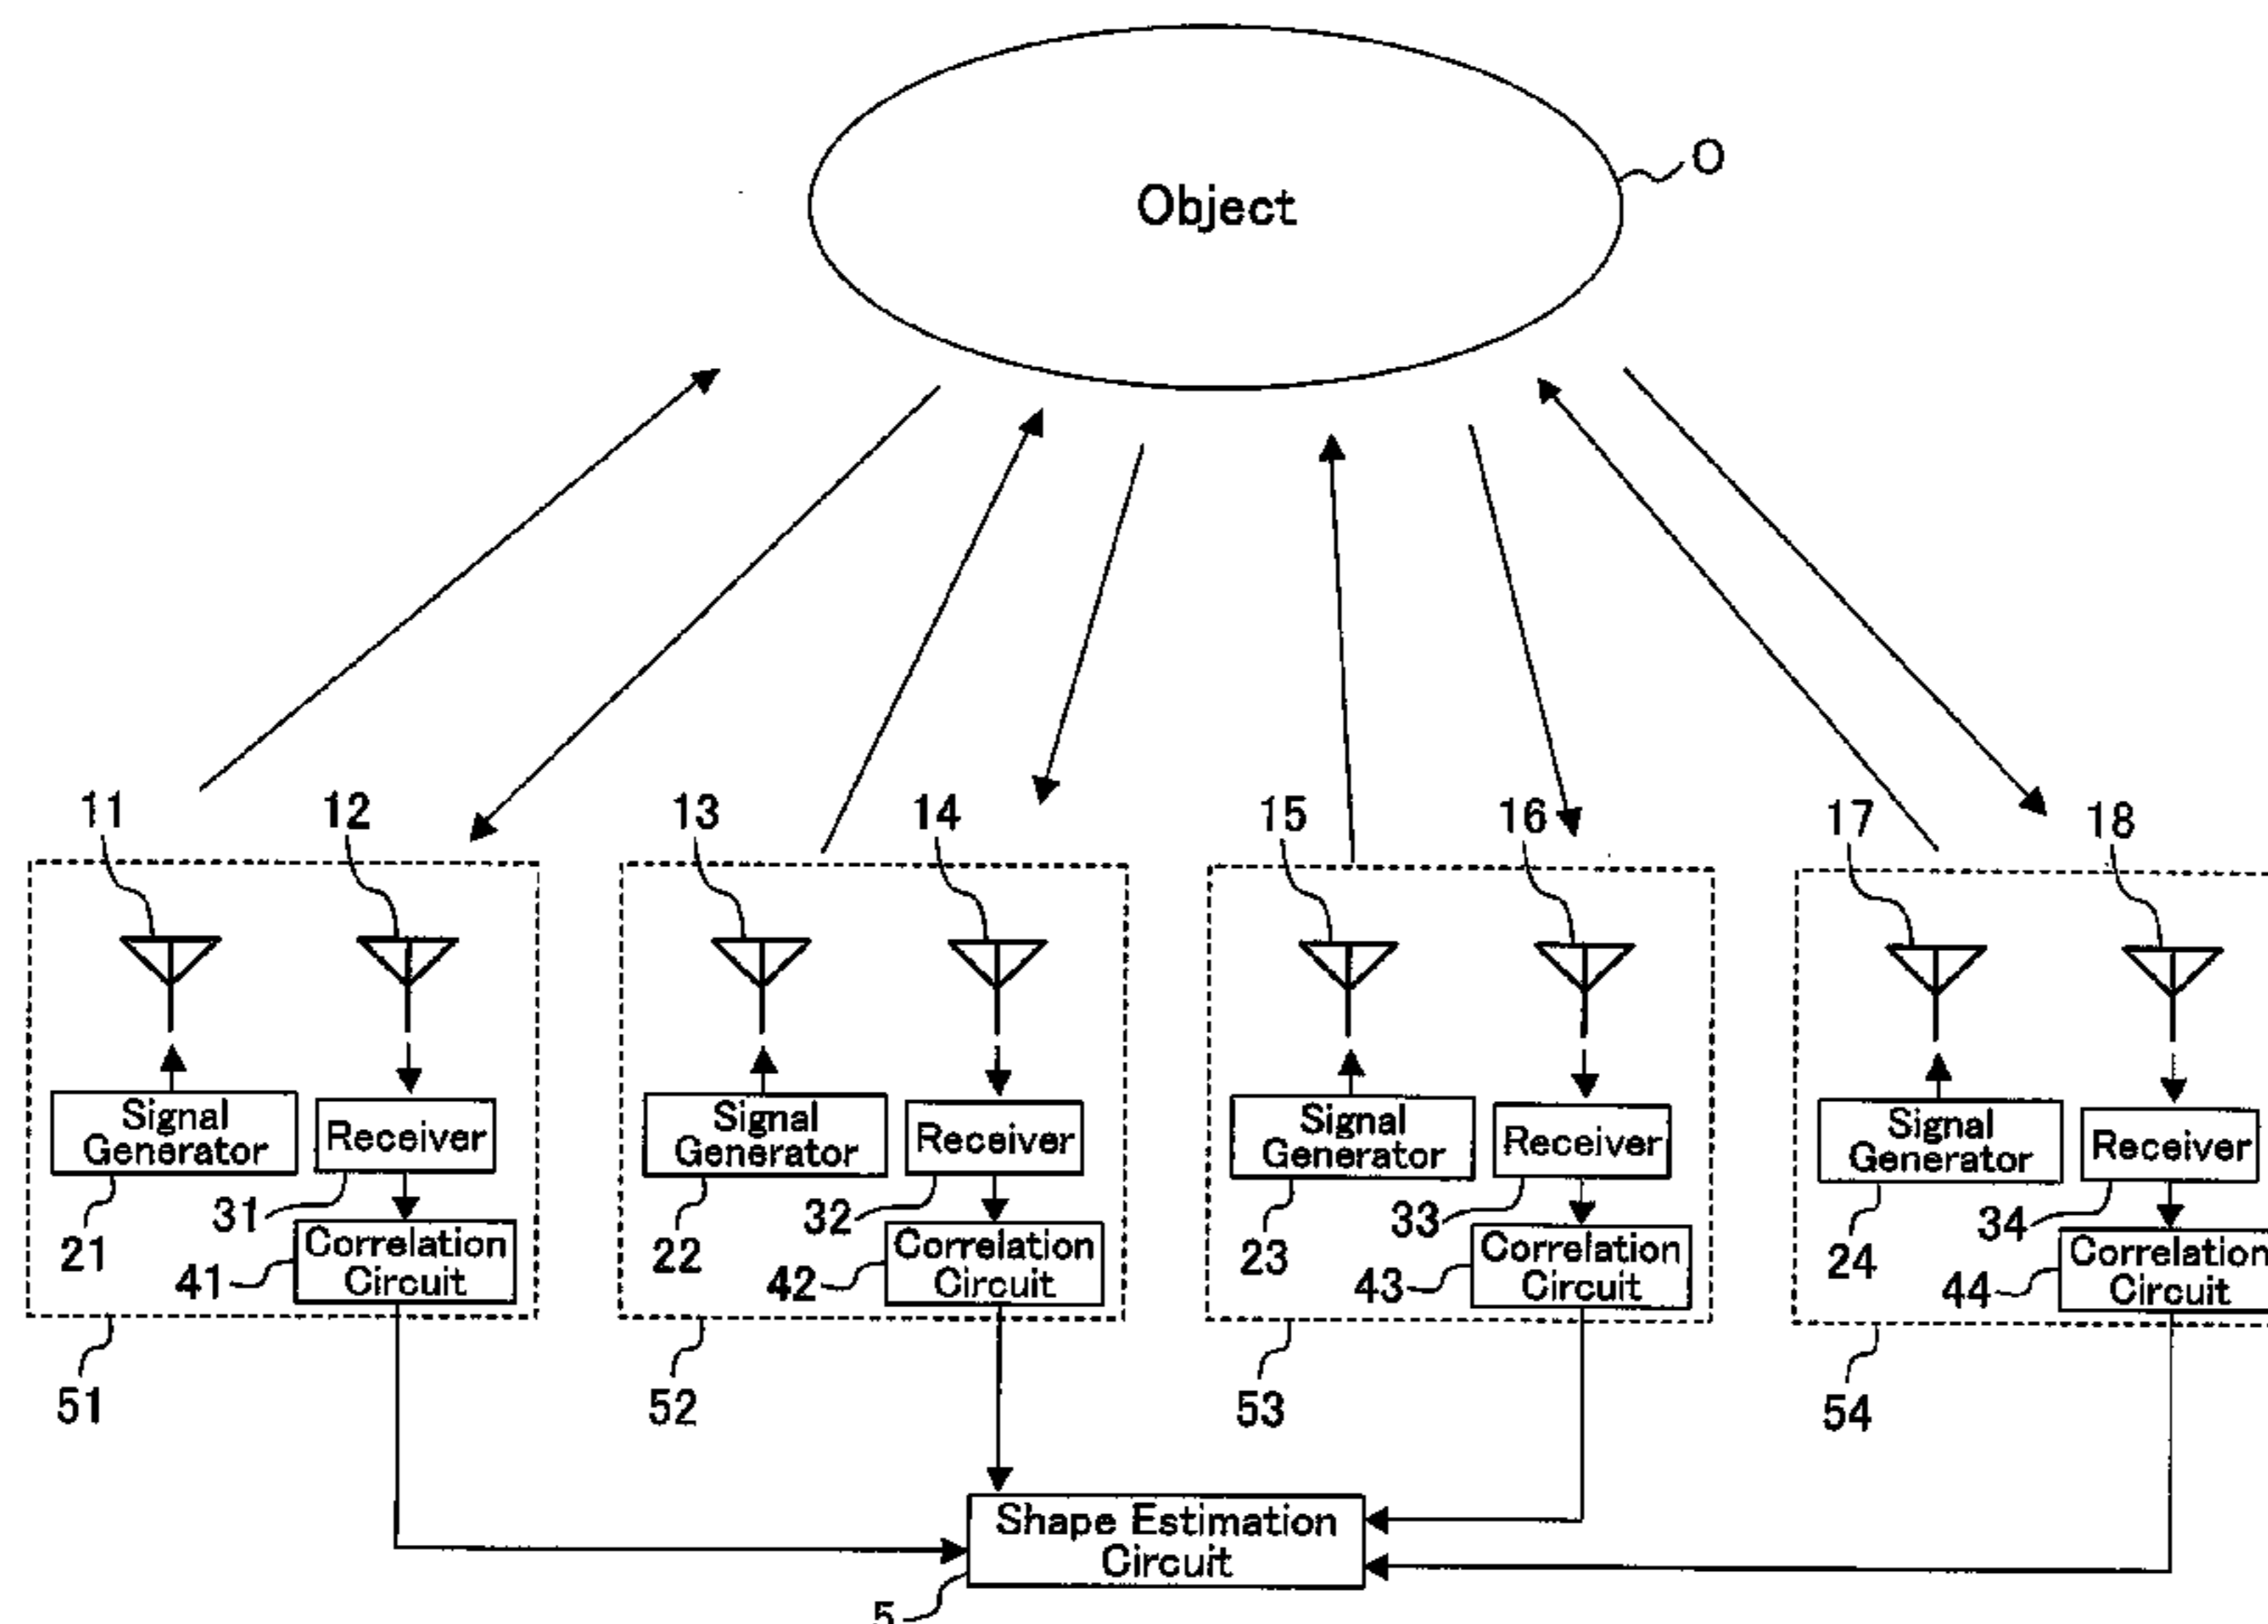 O
Object
11
12
13
14
15
16
17
18
Signal
Generator
Receiver
Signal
Generator
Receiver
Signal
Generator
Receiver
Signal
Generator
Receiver
21
31
22
32
23
33
24
34
Correlation
Circuit
Correlation
Circuit
Correlation
Circuit
Correlation
Circuit
41
42
43
44
51
52
53
54
Shape Estimation
Circuit
5